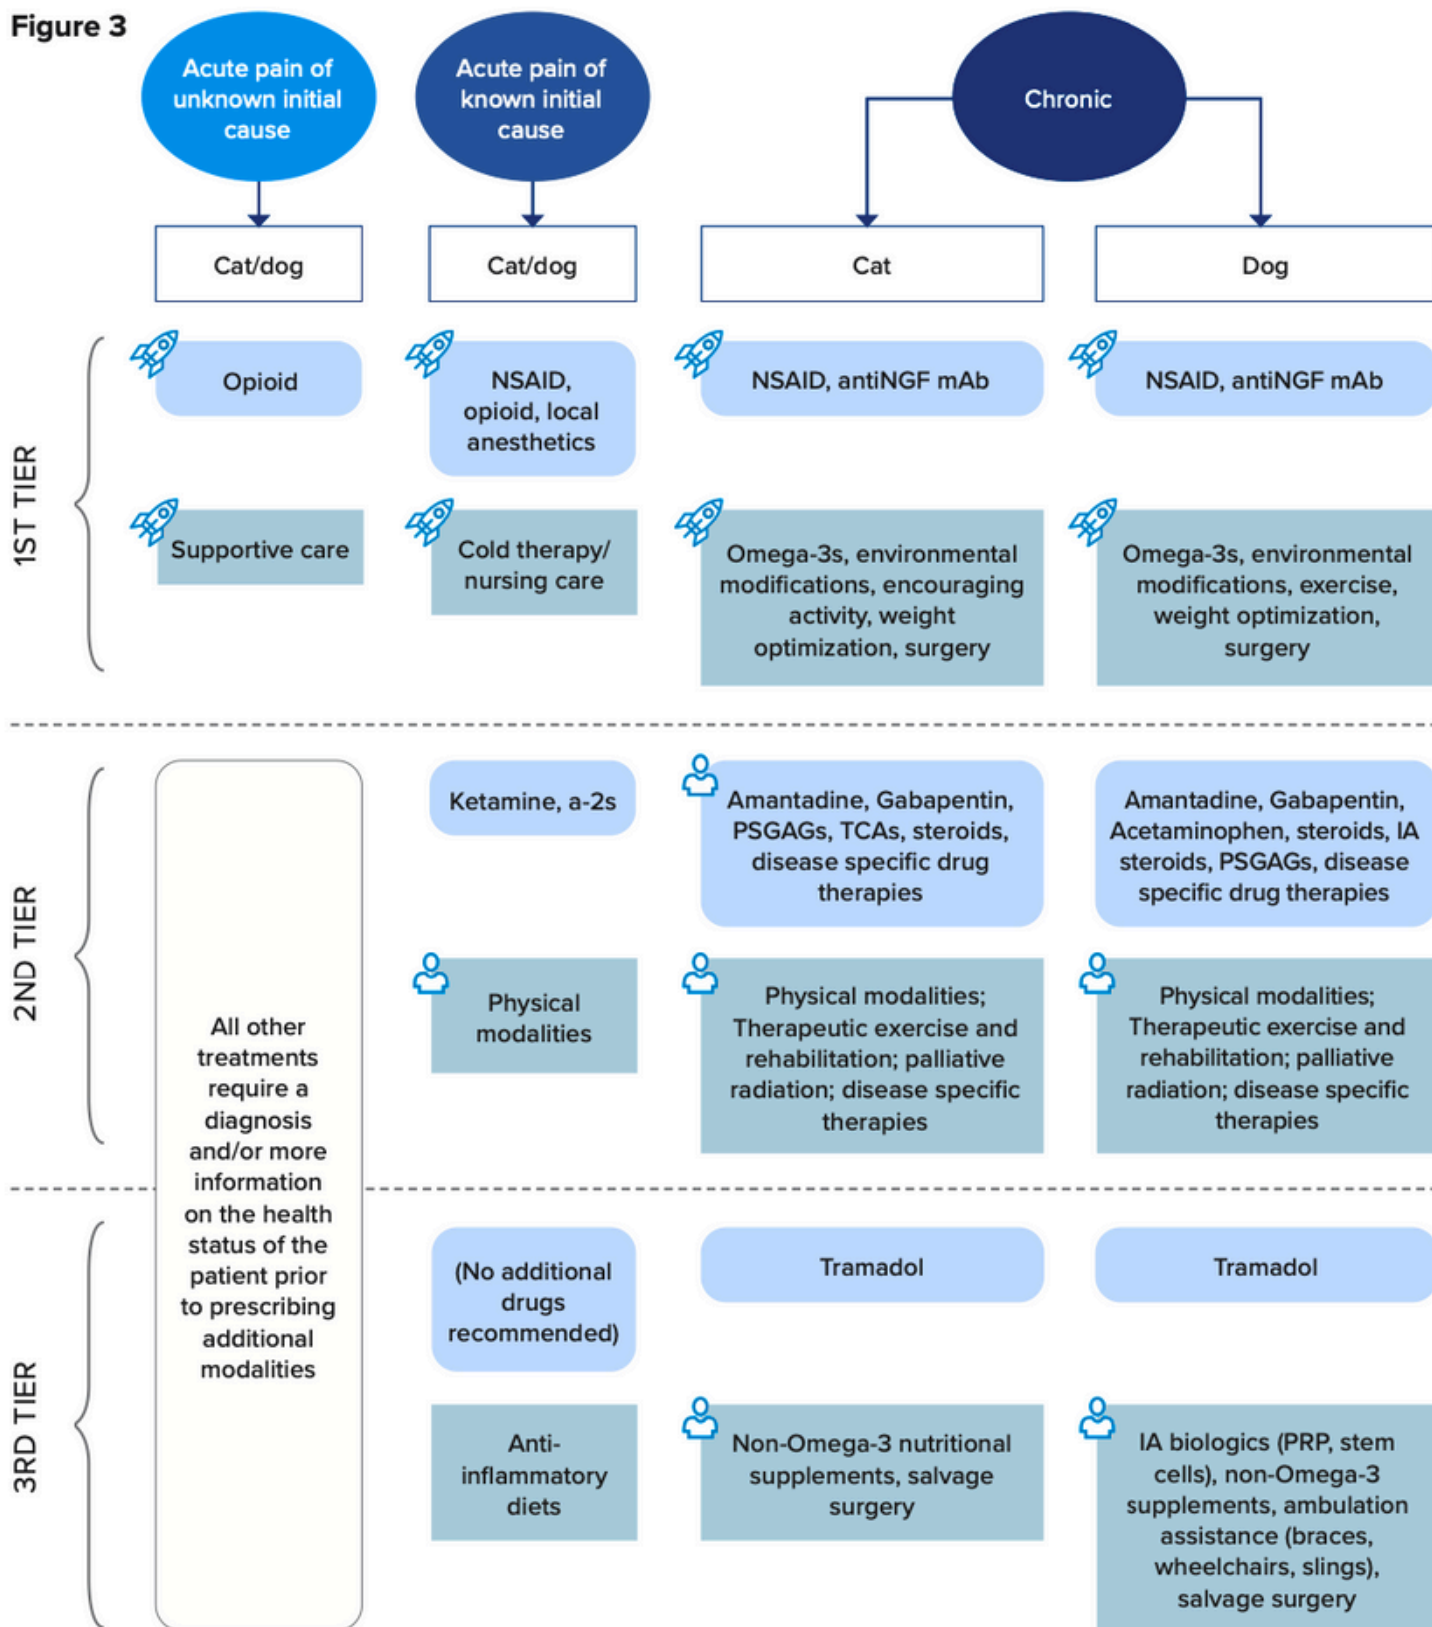 Figure 3
Acute pain of
unknown initial
cause
Acute pain of
known initial
cause
Chronic
Cat/dog
Cat/dog
Cat
Dog
1ST TIER
Opioid
NSAID,
opioid, local
anesthetics
NSAID, antiNGF mAb
NSAID, antiNGF mAb
Supportive care
Cold therapy/
nursing care
Omega-3s, environmental
modifications, encouraging
activity, weight
optimization, surgery
Omega-3s, environmental
modifications, exercise,
weight optimization,
surgery
2ND TIER
All other
treatments
require a
diagnosis
and/or more
information
on the health
status of the
patient prior
to prescribing
additional
modalities
Ketamine, a-2s
Amantadine, Gabapentin,
PSGAGs, TCAs, steroids,
disease specific drug
therapies
Amantadine, Gabapentin,
Acetaminophen, steroids, IA
steroids, PSGAGs, disease
specific drug therapies
Physical
modalities
Physical modalities;
Therapeutic exercise and
rehabilitation; palliative
radiation; disease specific
therapies
Physical modalities;
Therapeutic exercise and
rehabilitation; palliative
radiation; disease specific
therapies
3RD TIER
(No additional
drugs
recommended)
Tramadol
Tramadol
Anti-
inflammatory
diets
Non-Omega-3 nutritional
supplements, salvage
surgery
IA biologics (PRP, stem
cells), non-Omega-3
supplements, ambulation
assistance (braces,
wheelchairs, slings),
salvage surgery